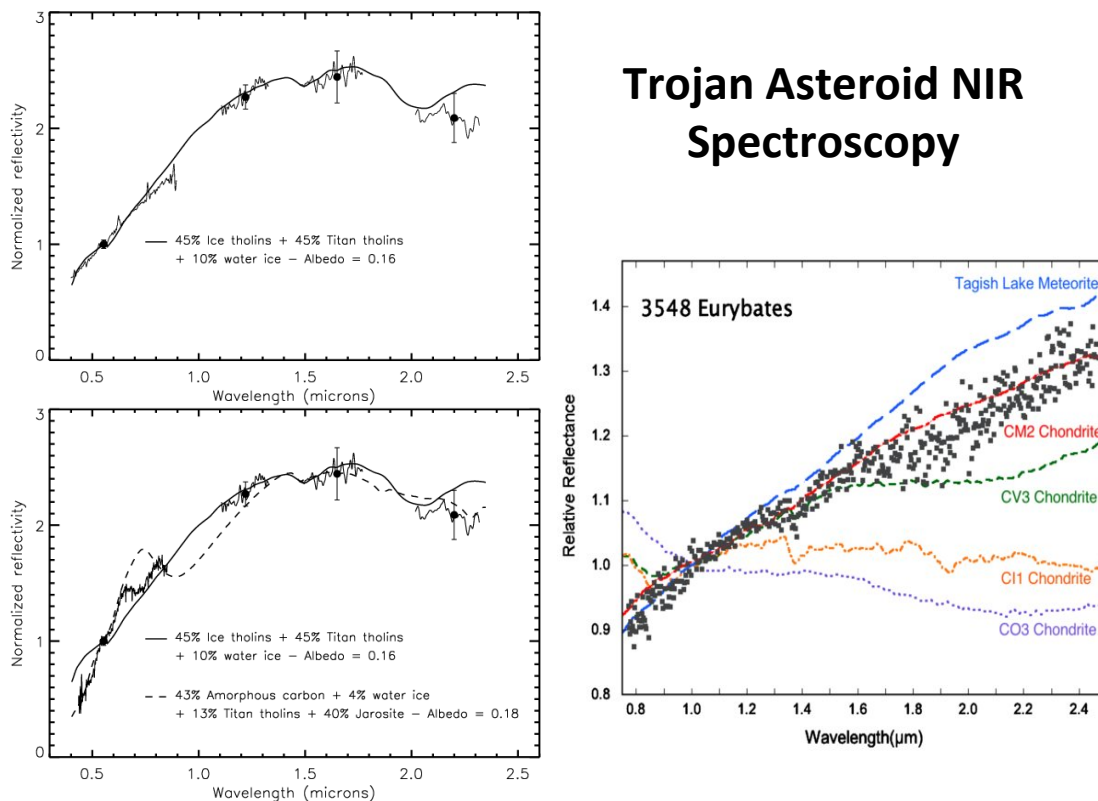 Trojan Asteroid NIR
Spectroscopy
3
2
1
0
Normalized reflectivity
45% Ice tholins + 45% Titan tholins
+ 10% water ice – Albedo = 0.16
0.5 1.0 1.5 2.0 2.5
Wavelength (microns)
3
2
1
0
Normalized reflectivity
45% Ice tholins + 45% Titan tholins
+ 10% water ice – Albedo = 0.16
43% Amorphous carbon + 4% water ice
+ 13% Titan tholins + 40% Jarosite – Albedo = 0.18
0.5 1.0 1.5 2.0 2.5
Wavelength (microns)
3548 Eurybates
Tagish Lake Meteorite
CM2 Chondrite
CV3 Chondrite
CI1 Chondrite
CO3 Chondrite
1.4
1.3
1.2
1.1
1.0
0.9
0.8
Relative Reflectance
0.8 1.0 1.2 1.4 1.6 1.8 2.0 2.2 2.4
Wavelength(μm)